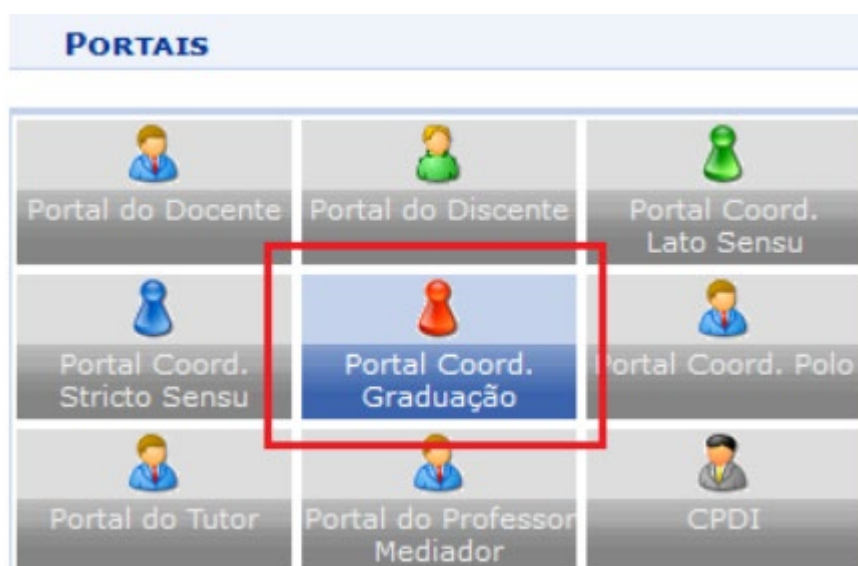 PORTAIS
Portal do Docente
Portal do Discente
Portal Coord.
Lato Sensu
Portal Coord.
Stricto Sensu
Portal Coord.
Graduação
Portal Coord. Polo
Portal do Tutor
Portal do Professor
Mediador
CPDI